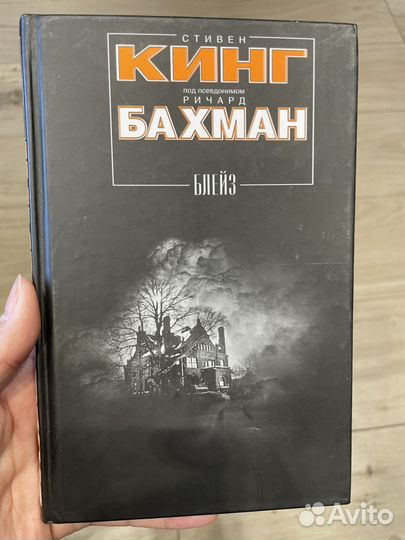 СТИВЕН
КИНГ
под псевдонимом
РИЧАРД
БАХМАН
БЛЕЙЗ
Avito